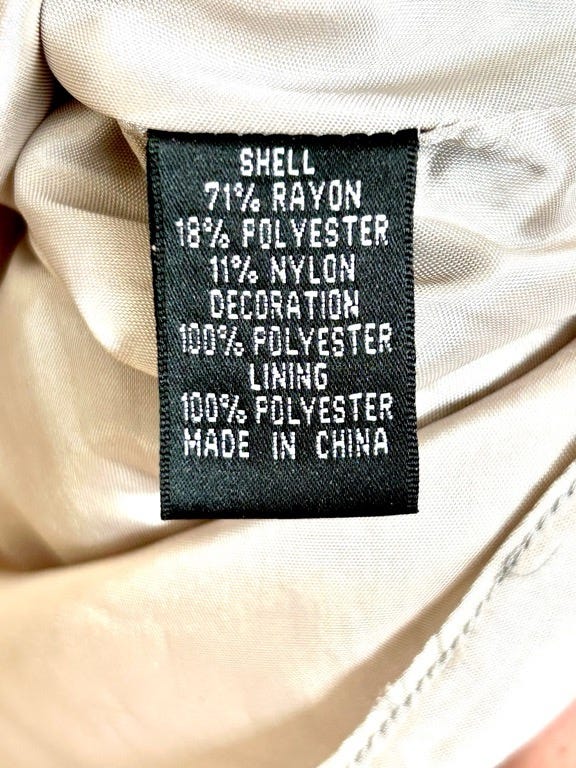 SHELL
71% RAYON
18% POLYESTER
11% NYLON
DECORATION
100% POLYESTER
LINING
100% POLYESTER
MADE IN CHINA